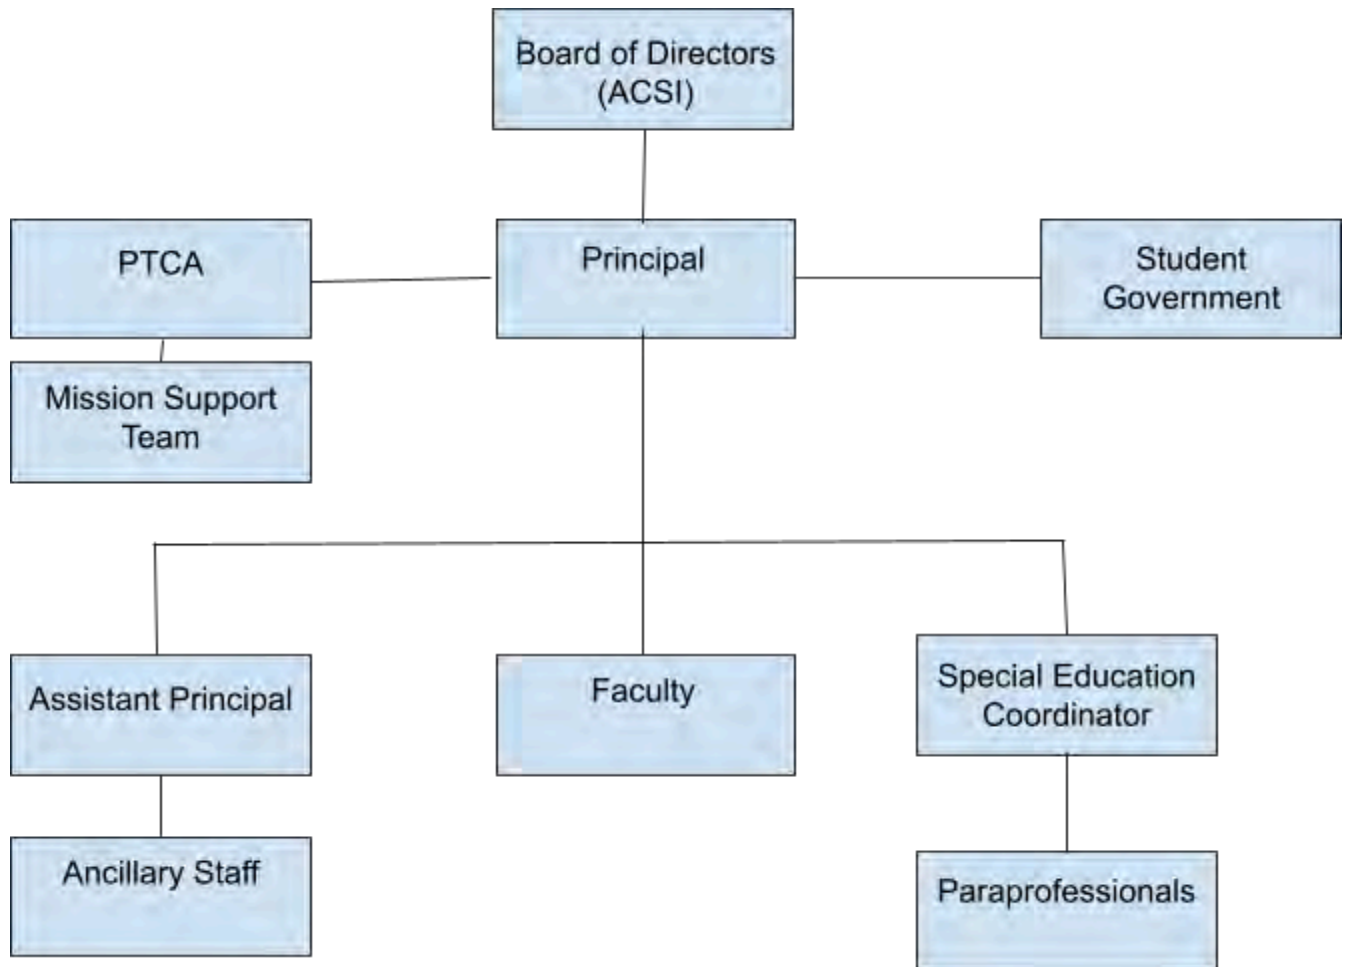 Board of Directors
(ACSI)
PTCA
Principal
Student
Government
Mission Support
Team
Assistant Principal
Faculty
Special Education
Coordinator
Ancillary Staff
Paraprofessionals